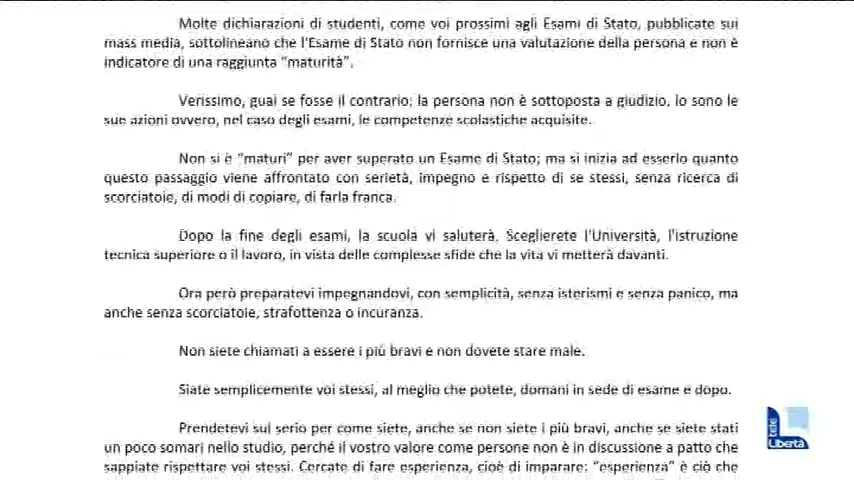 Molte dichiarazioni di studenti, come voi prossimi agli Esami di Stato, pubblicate sui
mass media, sottolineano che l'Esame di Stato non fornisce una valutazione della persona e non è
indicatore di una raggiunta "maturità".
Verissimo, guai se fosse il contrario; la persona non è sottoposta a giudizio, lo sono le
sue azioni ovvero, nel caso degli esami, le competenze scolastiche acquisite.
Non si è "maturi" per aver superato un Esame di Stato; ma si inizia ad esserlo quanto
questo passaggio viene affrontato con serietà, impegno e rispetto di se stessi, senza ricerca di
scorciatoie, di modi di copiare, di farla franca.
Dopo la fine degli esami, la scuola vi saluterà. Sceglierete l'Università, l'istruzione
tecnica superiore o il lavoro, in vista delle complesse sfide che la vita vi metterà davanti.
Ora però preparatevi impegnandovi, con semplicità, senza isterismi e senza panico, ma
anche senza scorciatoie, strafottenza o incuranza.
Non siete chiamati a essere i più bravi e non dovete stare male.
Siate semplicemente voi stessi, al meglio che potete, domani in sede di esame e dopo.
Prendetevi sul serio per come siete, anche se non siete i più bravi, anche se siete stati
un poco somari nello studio, perché il vostro valore come persone non è in discussione a patto che
sappiate rispettare voi stessi. Cercate di fare esperienza, cioè di imparare: "esperienza" è ciò che
tele
Libertà